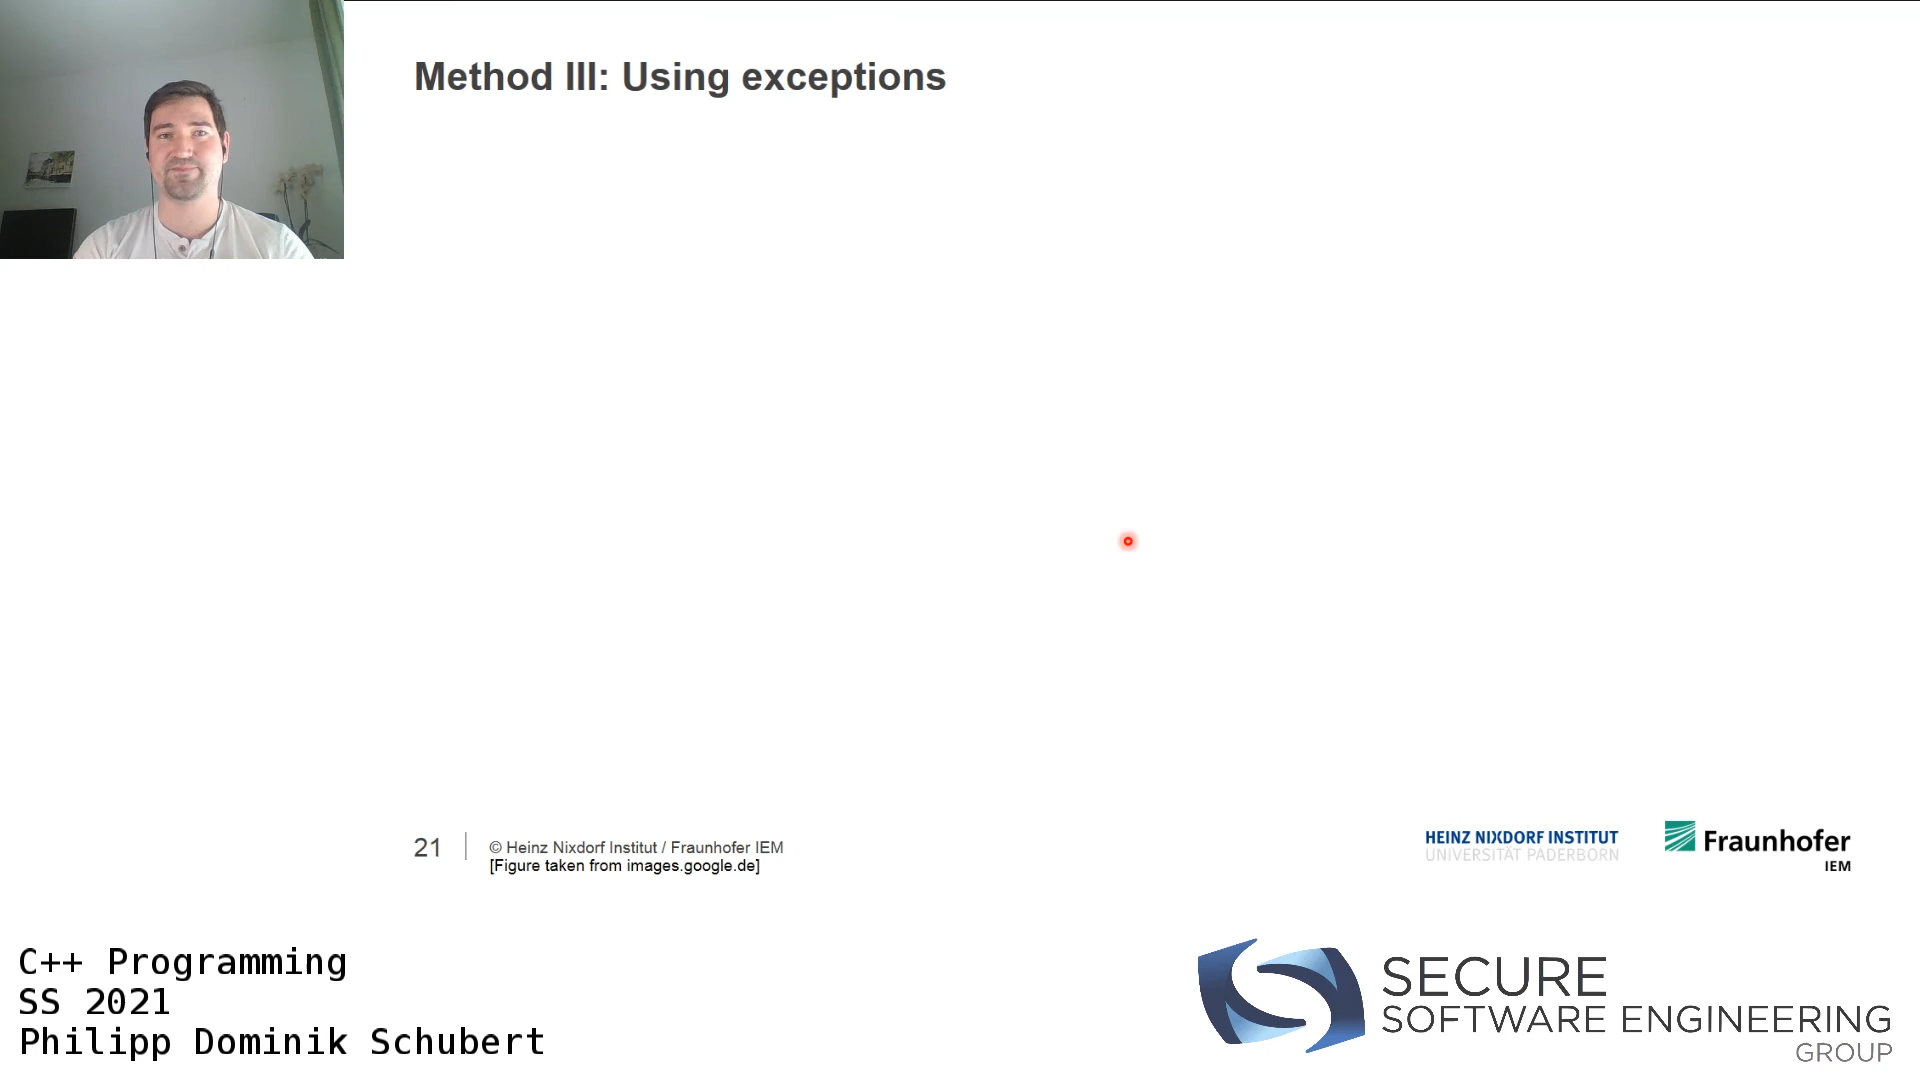 Method III: Using exceptions
21
© Heinz Nixdorf Institut / Fraunhofer IEM
[Figure taken from images.google.de]
HEINZ NIXDORF INSTITUT
UNIVERSITÄT PADERBORN
Fraunhofer
IEM
C++ Programming
SS 2021
Philipp Dominik Schubert
SECURE
SOFTWARE ENGINEERING
GROUP